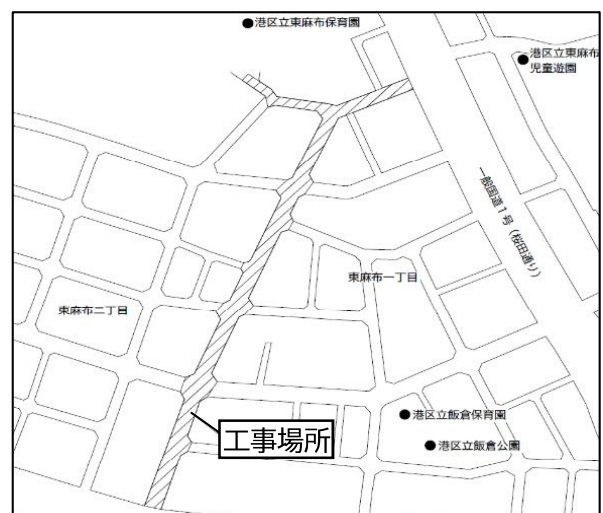 港区立東麻布保育園
港区立東麻布
児童遊園
一般国道1号(桜田通り)
東麻布一丁目
東麻布二丁目
港区立飯倉保育園
工事場所
港区立飯倉公園